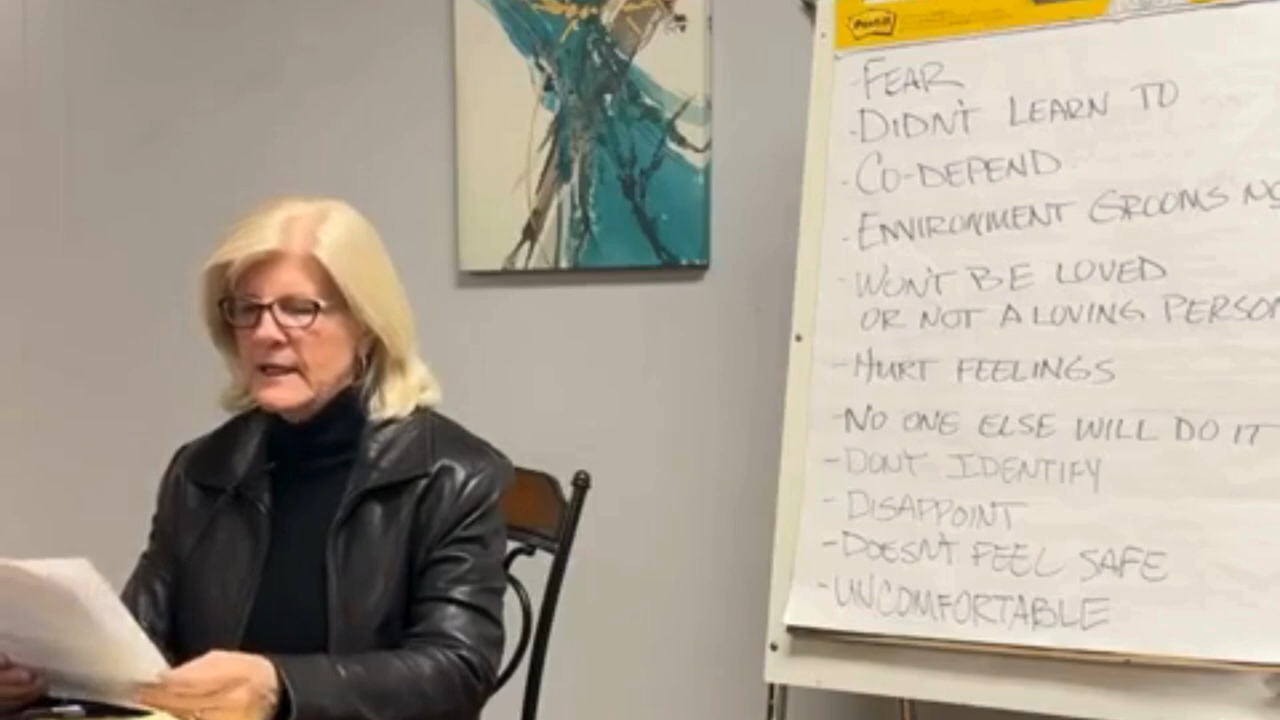 Post-it
- FEAR
- DIDN'T LEARN TO
- CO-DEPEND
- ENVIRONMENT GROOMS
- WON'T BE LOVED
OR NOT A LOVING PERSON
- HURT FEELINGS
- NO ONE ELSE WILL DO IT
- DON'T IDENTIFY
- DISAPPOINT
- DOESN'T FEEL SAFE
- UNCOMFORTABLE